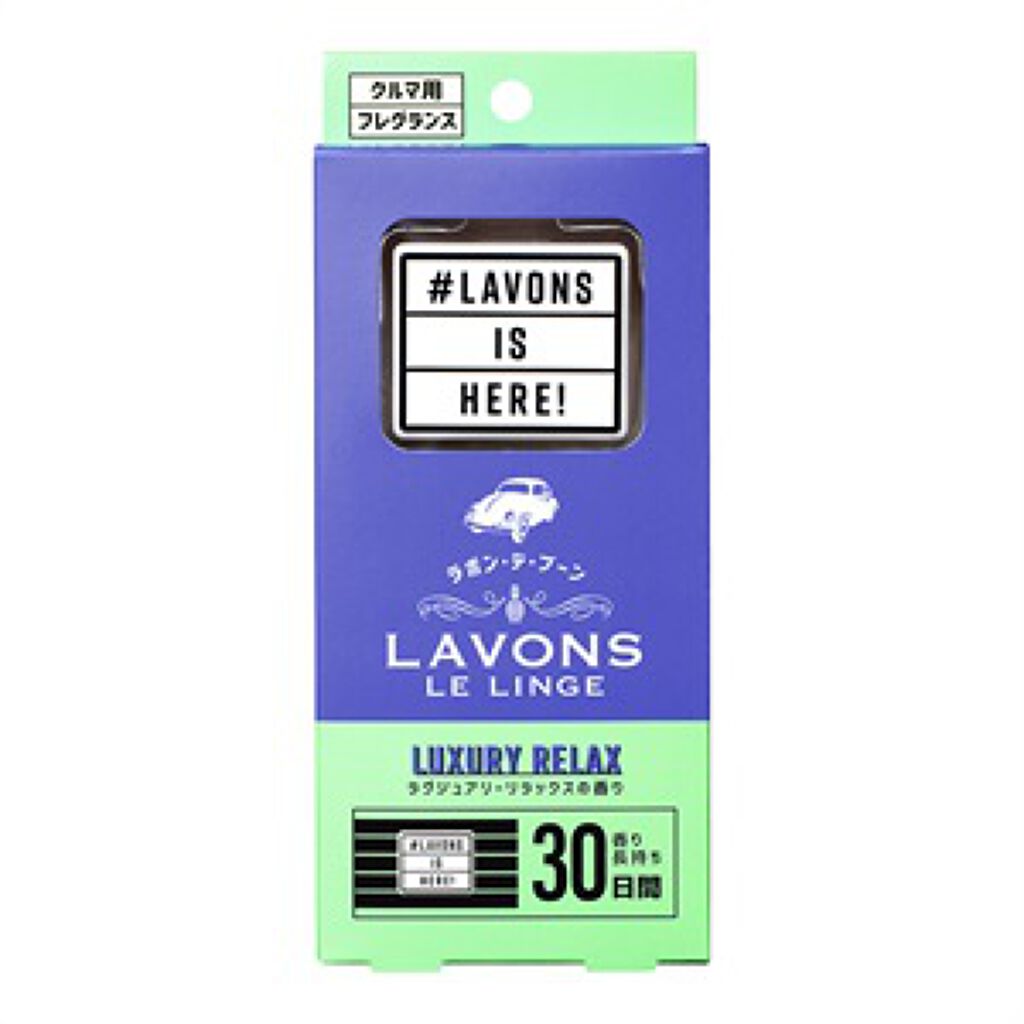 クルマ用
フレグランス
#LAVONS
IS
HERE!
ラボン・デ・ブーン
LAVONS
LE LINGE
LUXURY RELAX
ラグジュアリーリラックスの香り
#LAVONS
IS
HERE!
30
香り
長持ち
日間